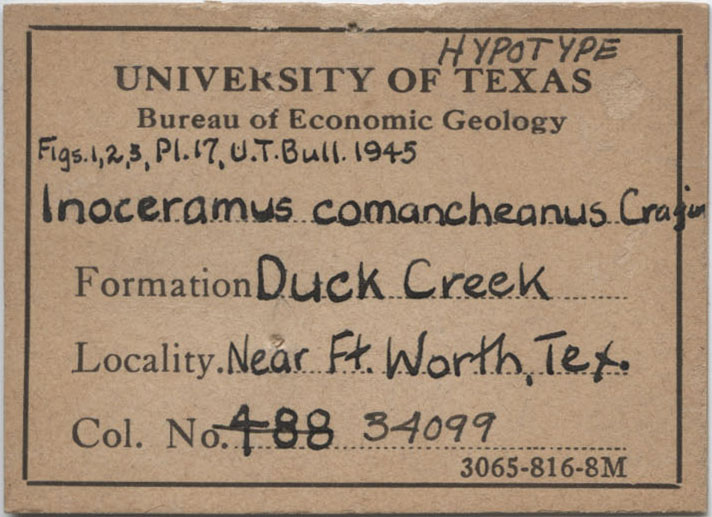 HYPOTYPE
UNIVERSITY OF TEXAS
Bureau of Economic Geology
Figs. 1, 2, 3, Pl. 17, U.T. Bull. 1945
Inoceramus comancheanus Cragin
Formation Duck Creek
Locality. Near Ft. Worth, Tex.
Col. No. 488 34099
3065-816-8M